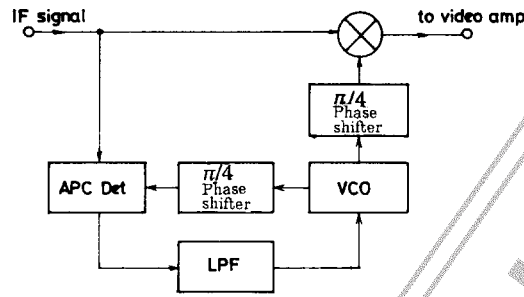 IF signal
to video amp
π/4
Phase
shifter
APC Det
π/4
Phase
shifter
VCO
LPF